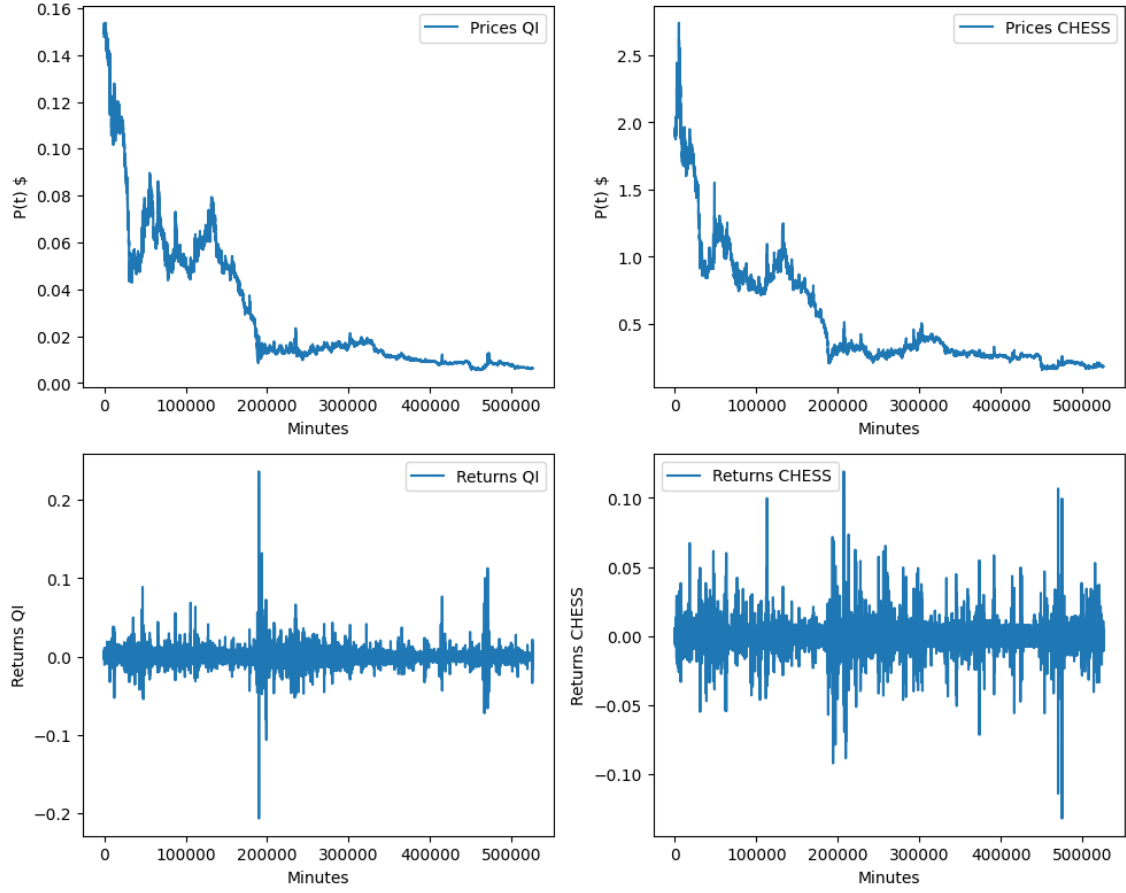 0.16
0.14
0.12
0.10
0.08
0.06
0.04
0.02
0.00
P(t) $
Prices QI
0 100000 200000 300000 400000 500000
Minutes
2.5
2.0
1.5
1.0
0.5
P(t) $
Prices CHESS
0 100000 200000 300000 400000 500000
Minutes
0.2
0.1
0.0
−0.1
−0.2
Returns QI
Returns QI
0 100000 200000 300000 400000 500000
Minutes
0.10
0.05
0.00
−0.05
−0.10
Returns CHESS
Returns CHESS
0 100000 200000 300000 400000 500000
Minutes